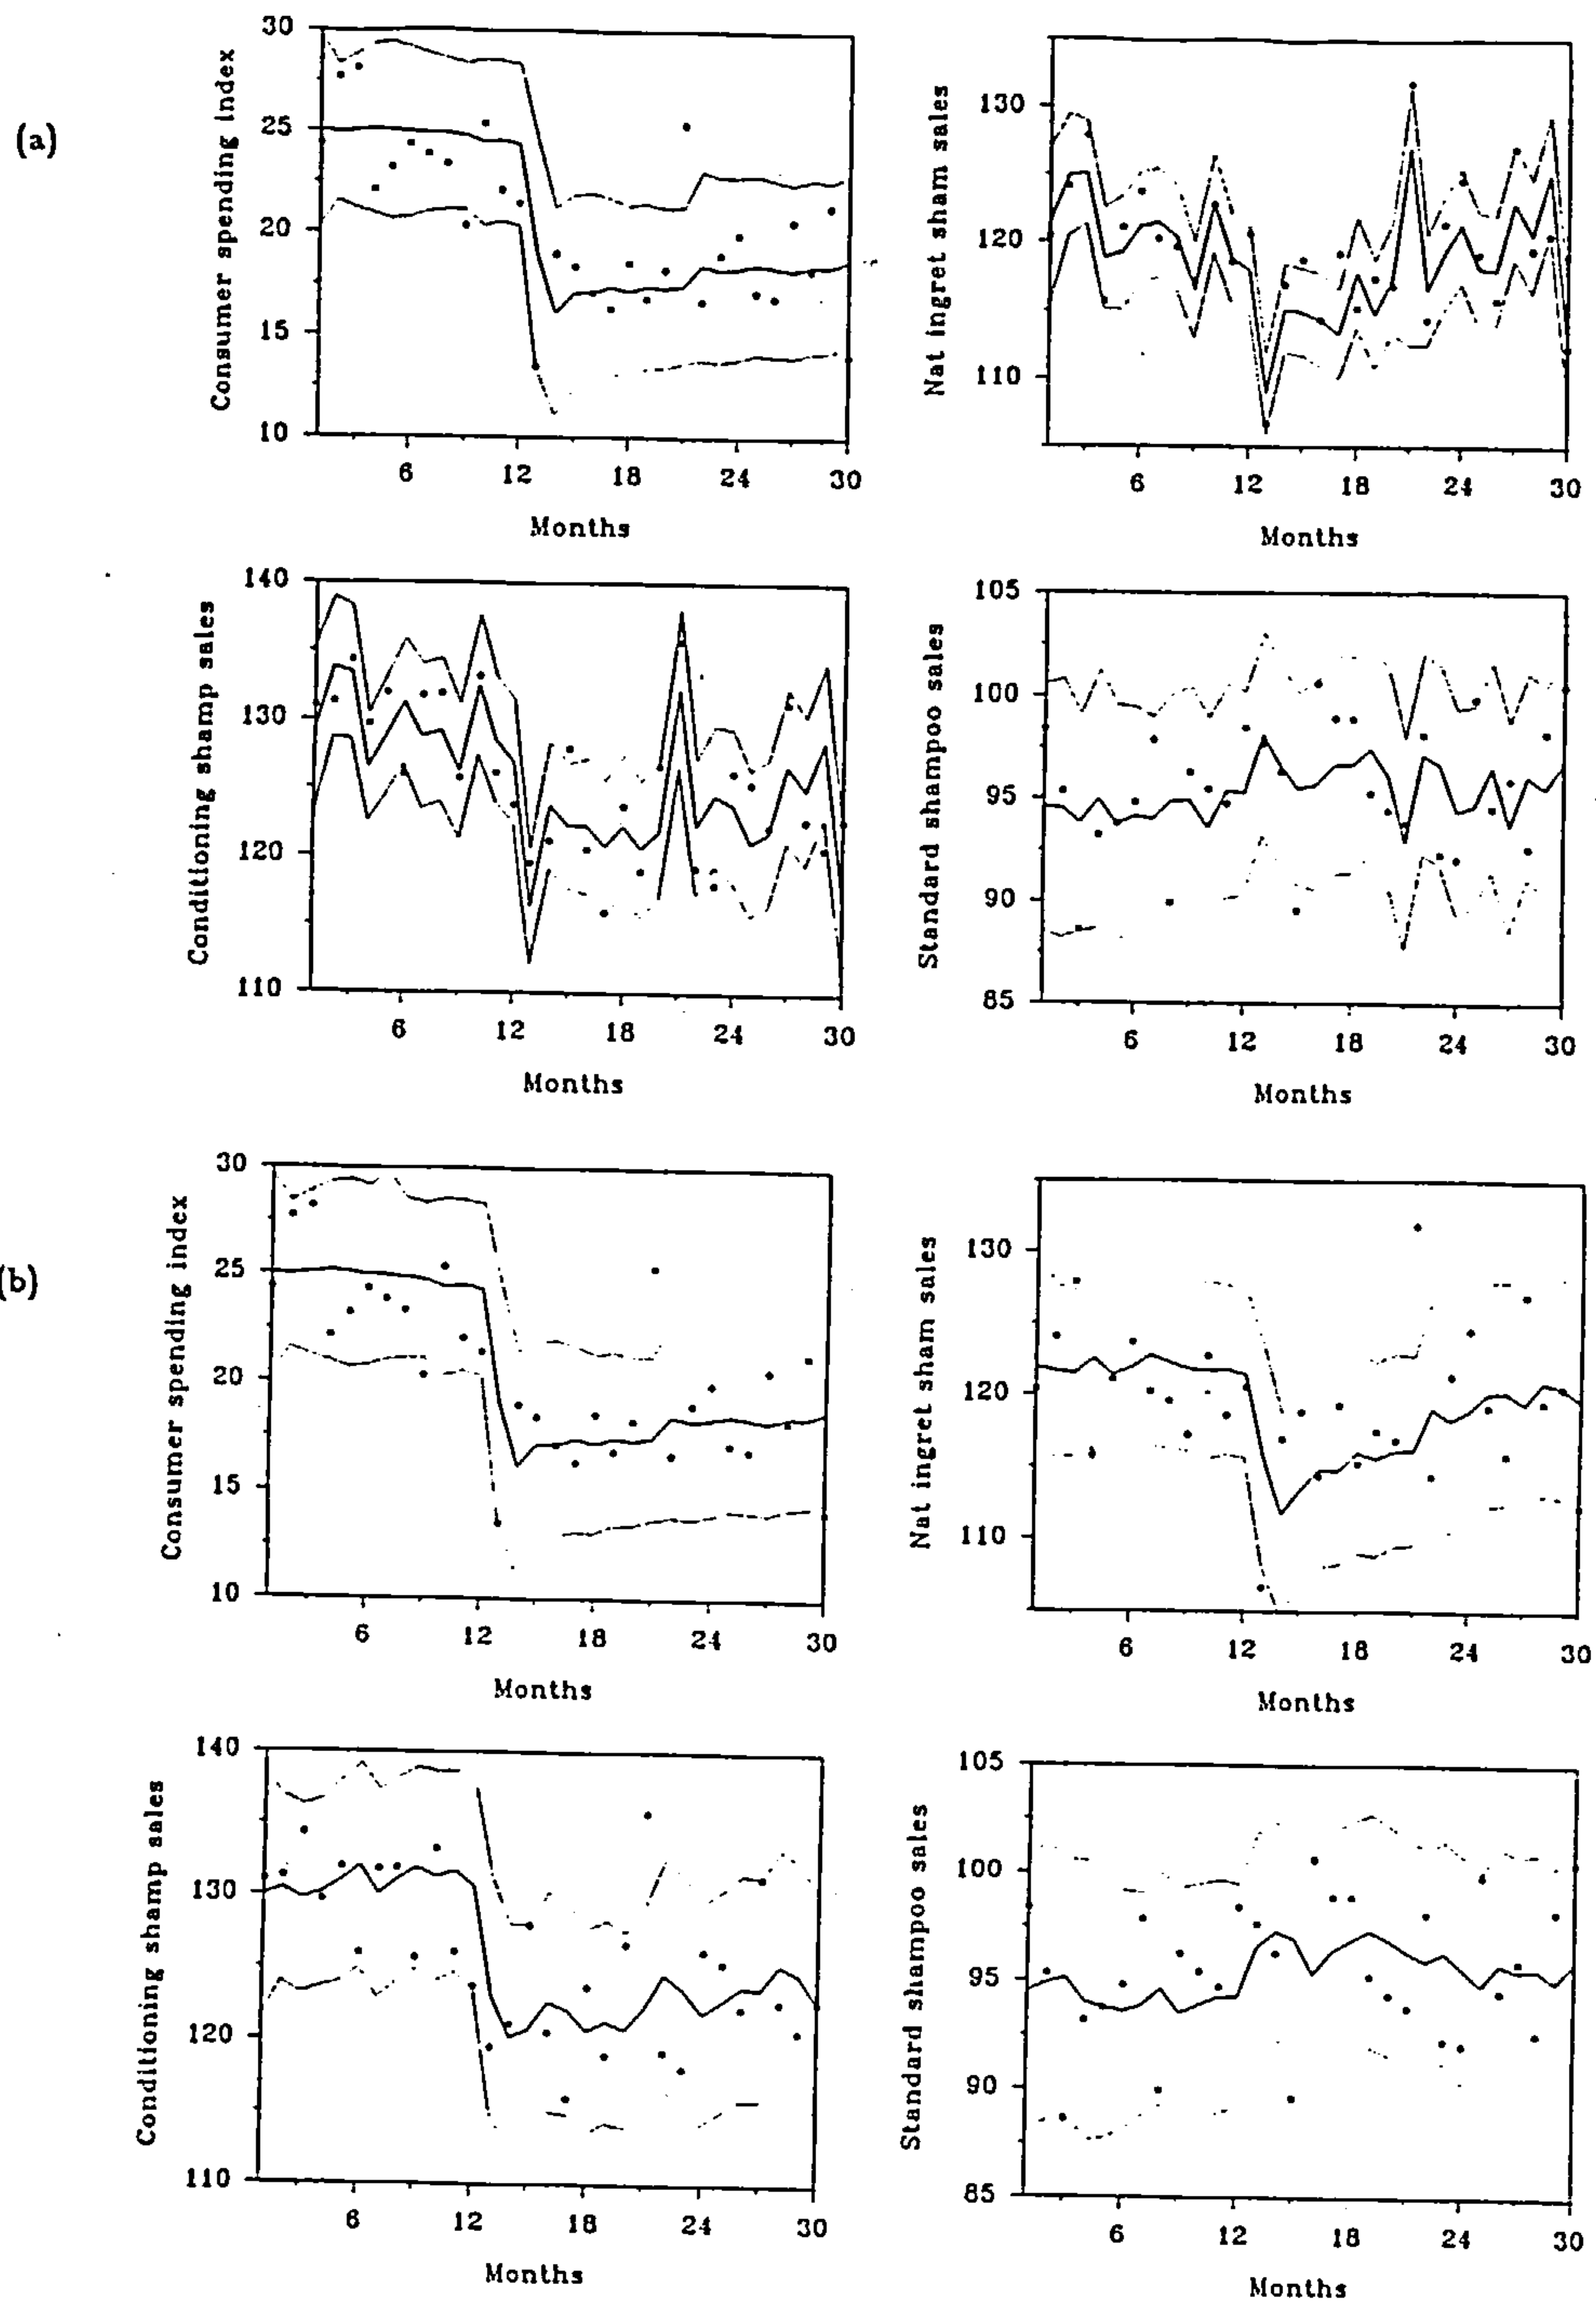 (a)
Consumer spending index
30
25
20
15
10
6 12 18 24 30
Months
Nat ingret sham sales
130
120
110
6 12 18 24 30
Months
Conditioning shamp sales
140
130
120
110
6 12 18 24 30
Months
Standard shampoo sales
105
100
95
90
85
6 12 18 24 30
Months
(b)
Consumer spending index
30
25
20
15
10
6 12 18 24 30
Months
Nat ingret sham sales
130
120
110
6 12 18 24 30
Months
Conditioning shamp sales
140
130
120
110
6 12 18 24 30
Months
Standard shampoo sales
105
100
95
90
85
6 12 18 24 30
Months